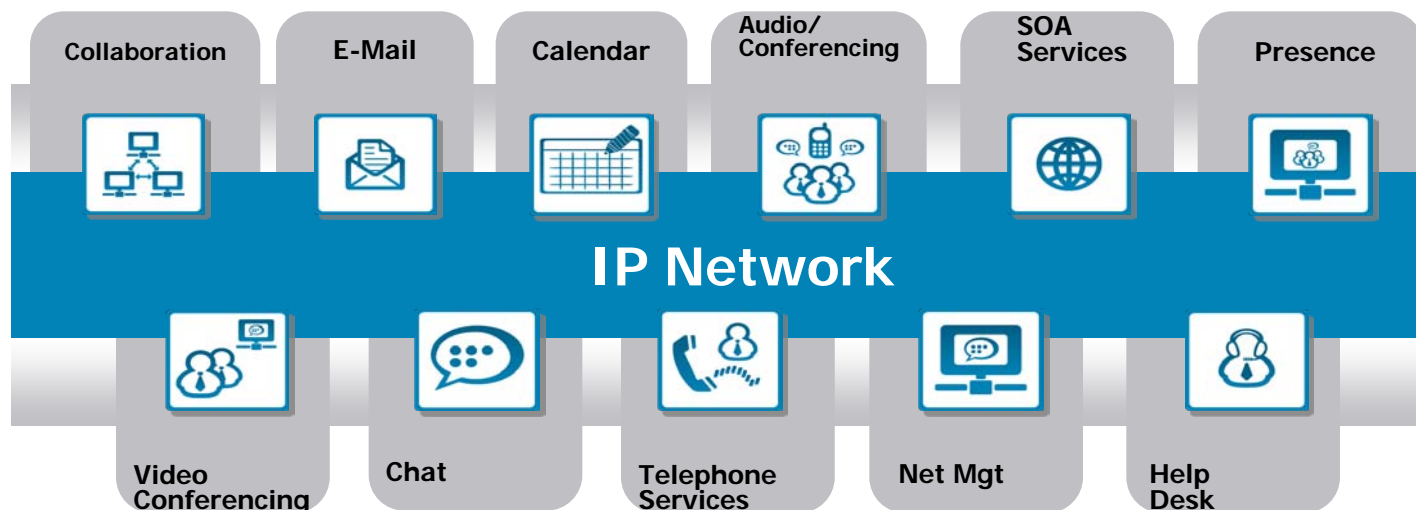 Collaboration
E-Mail
Calendar
Audio/
Conferencing
SOA
Services
Presence
IP Network
Video
Conferencing
Chat
Telephone
Services
Net Mgt
Help
Desk